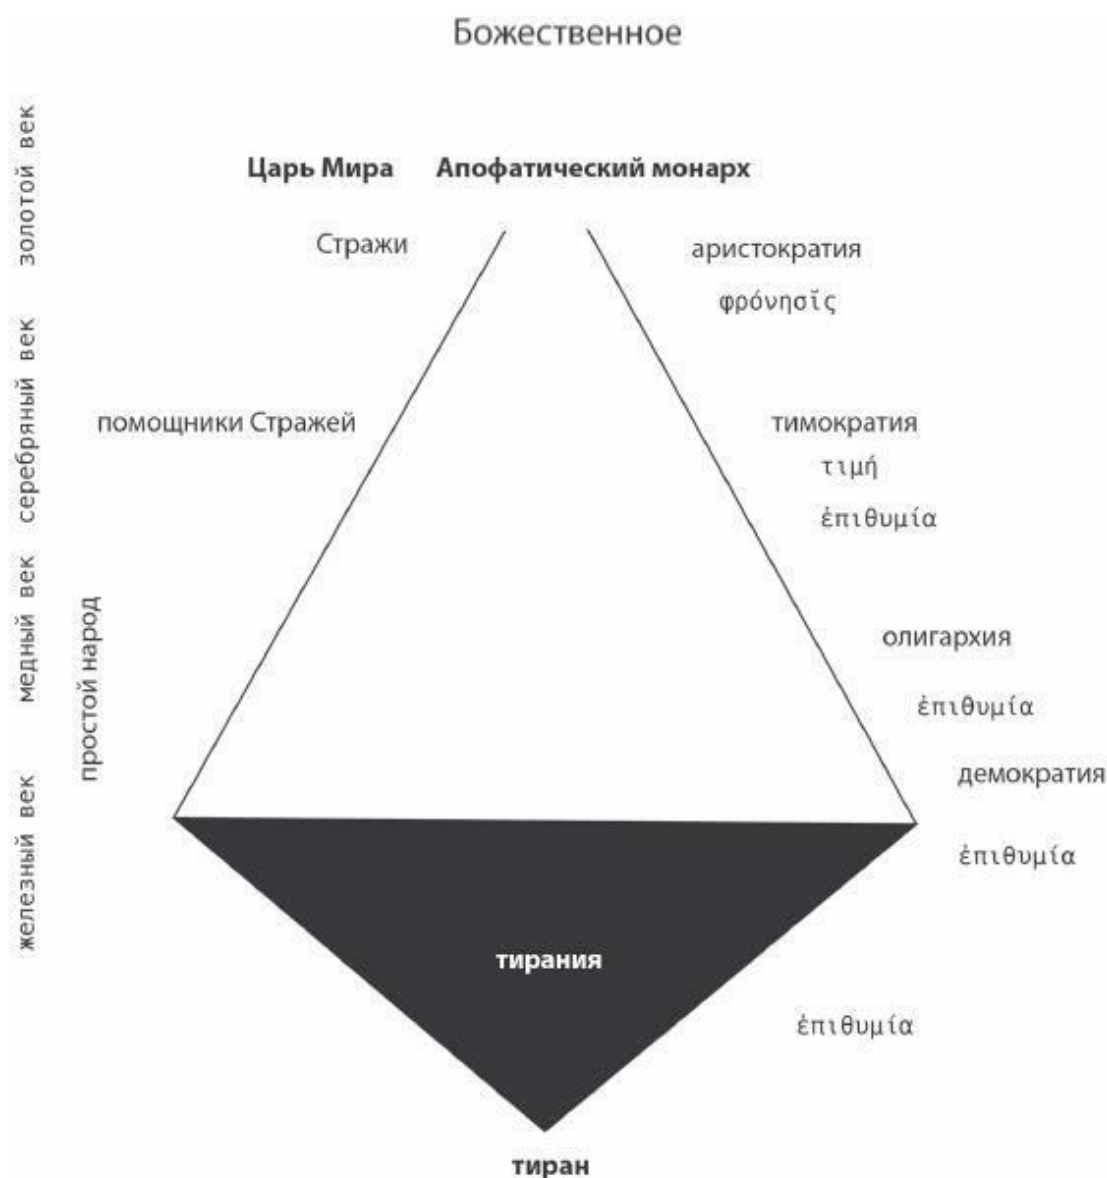 Божественное
золотой век
Царь Мира Апофатический монарх
Стражи
аристократия
φρόνησῐς
серебряный век
помощники Стражей
тимократия
τιμή
ἐπιθυμία
медный век
простой народ
олигархия
ἐπιθυμία
демократия
железный век
ἐπιθυμία
тирания
ἐπιθυμία
тиран